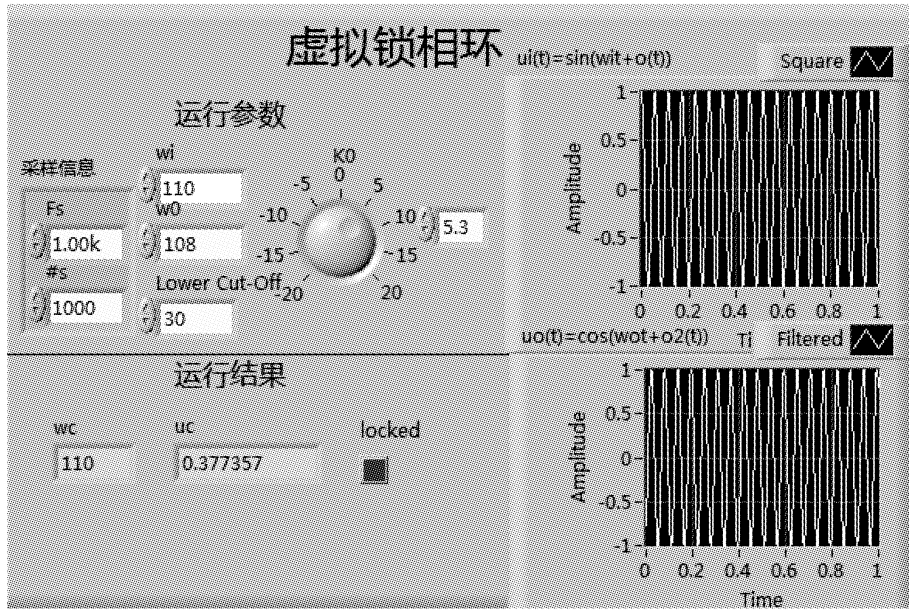 虚拟锁相环
运行参数
采样信息
Fs
1.00k
#s
1000
wi
110
w0
108
Lower Cut-Off
30
K0
-20
-15
-10
-5
0
5
10
15
20
5.3
运行结果
wc
110
uc
0.377357
locked
ui(t)=sin(wit+o(t))
Square
Amplitude
1
0.5
0
-0.5
-1
0 0.2 0.4 0.6 0.8 1
uo(t)=cos(wot+o2(t))
Ti
Filtered
Amplitude
1
0.5
0
-0.5
-1
0 0.2 0.4 0.6 0.8 1
Time